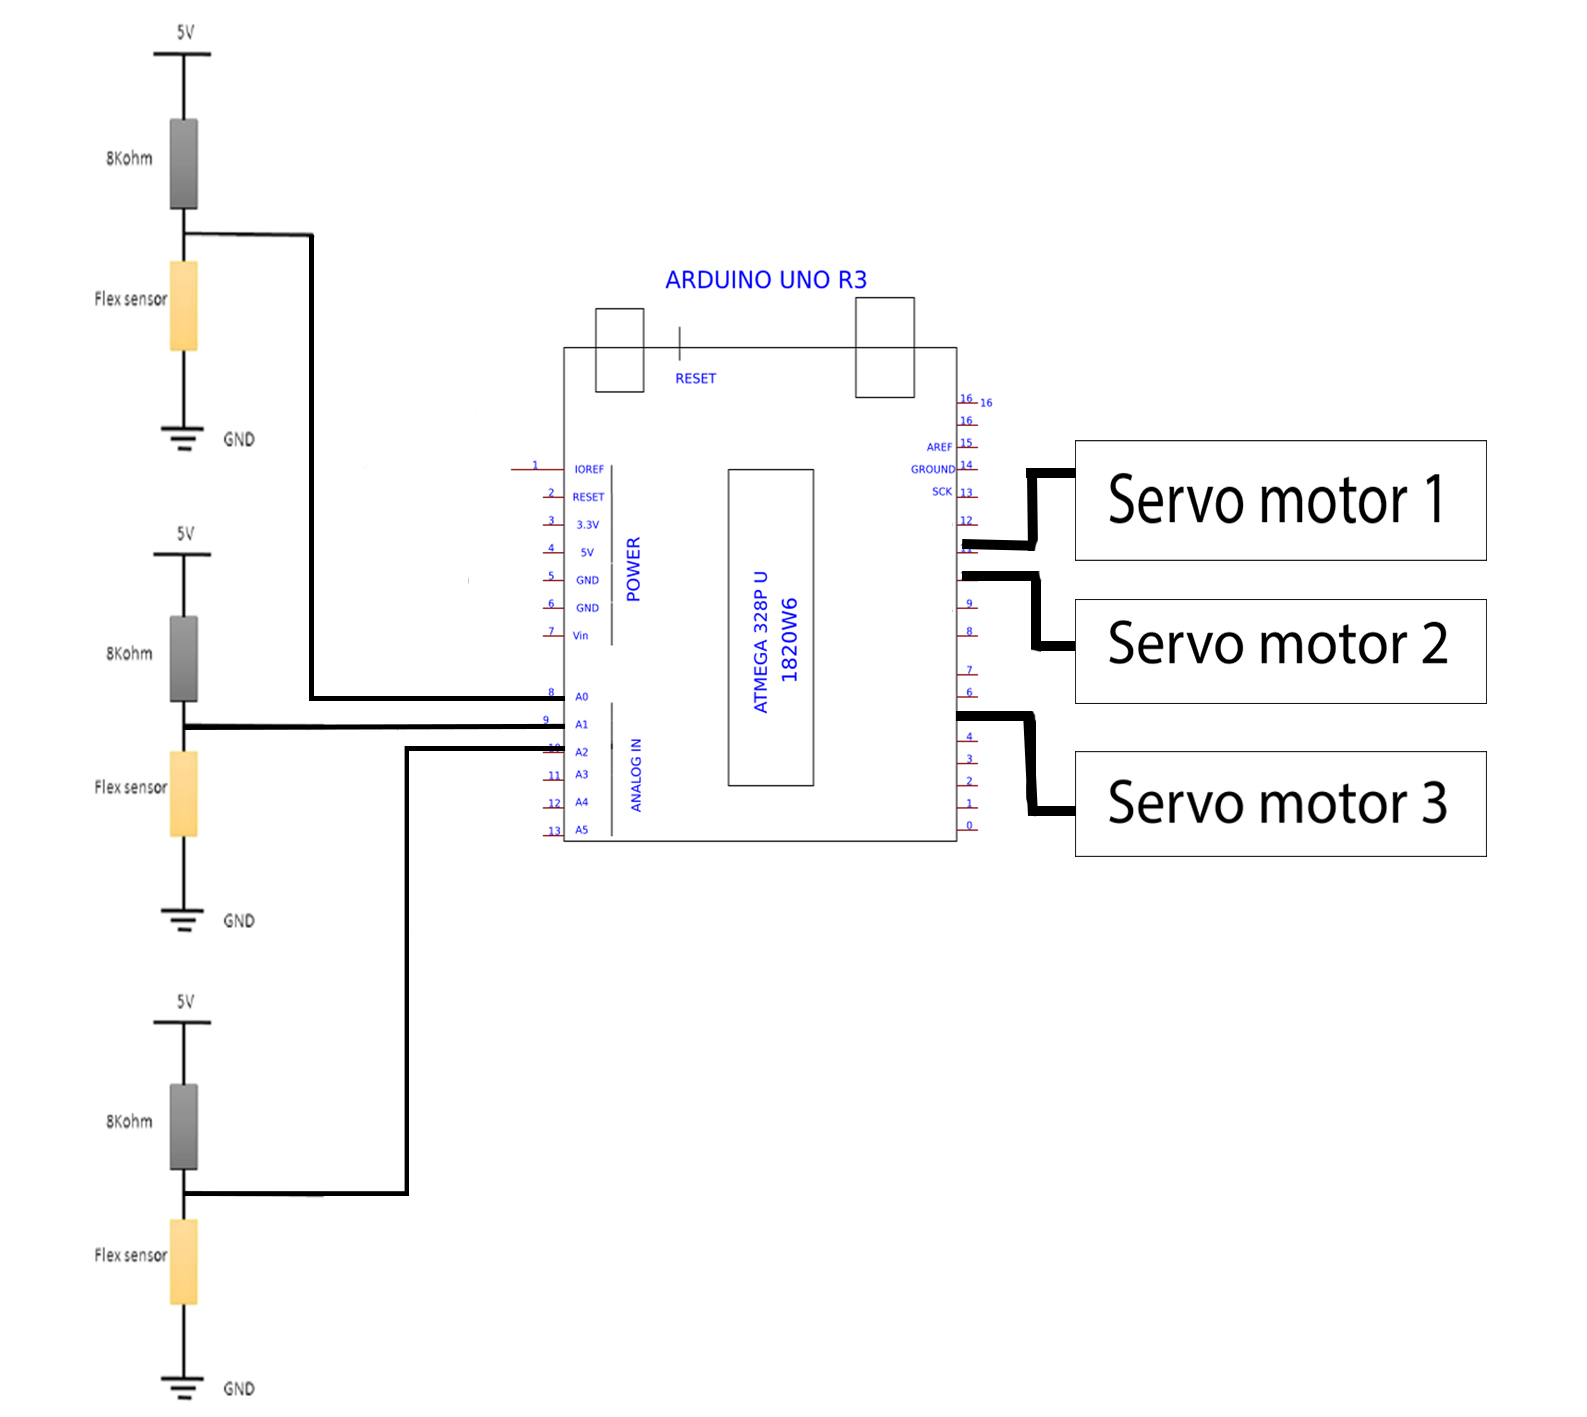 5V
8Kohm
Flex sensor
GND
5V
8Kohm
Flex sensor
GND
5V
8Kohm
Flex sensor
GND
ARDUINO UNO R3
RESET
1 IOREF
2 RESET
3 3.3V
4 5V
5 GND
6 GND
7 Vin
POWER
8 A0
9 A1
10 A2
11 A3
12 A4
13 A5
ANALOG IN
ATMEGA 328P U
1820W6
16 16
16
AREF 15
GROUND 14
SCK 13
12
11
9
8
7
6
4
3
2
1
0
Servo motor 1
Servo motor 2
Servo motor 3